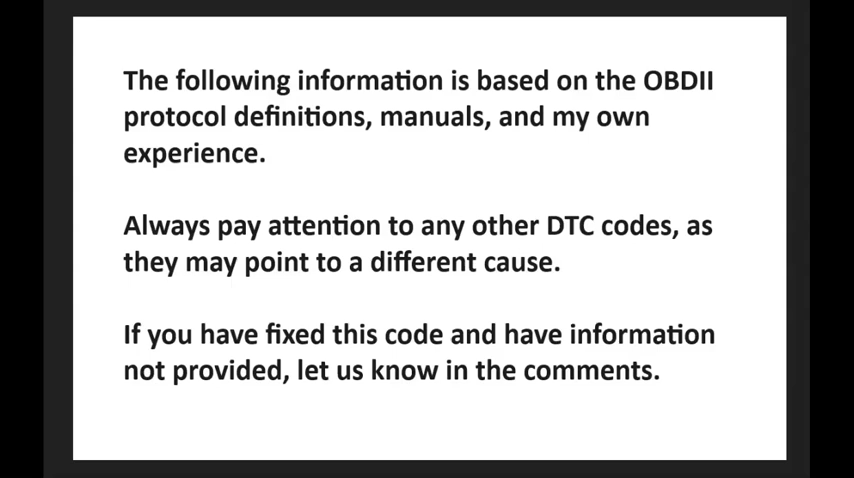 The following information is based on the OBDII
protocol definitions, manuals, and my own
experience.
Always pay attention to any other DTC codes, as
they may point to a different cause.
If you have fixed this code and have information
not provided, let us know in the comments.